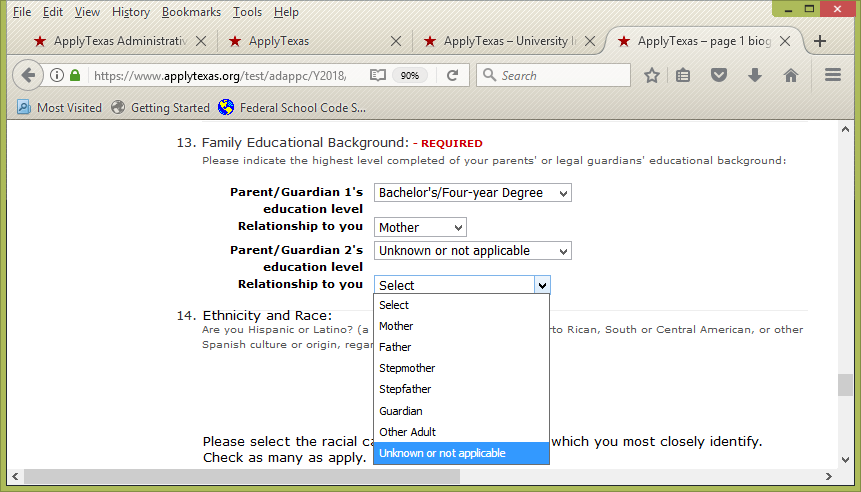 File Edit View History Bookmarks Tools Help
ApplyTexas Administrativ ApplyTexas ApplyTexas – University I ApplyTexas – page 1 biog
https://www.applytexas.org/test/adappc/Y2018/ 90% Search
Most Visited Getting Started Federal School Code S...
13. Family Educational Background: - REQUIRED
Please indicate the highest level completed of your parents' or legal guardians' educational background:
Parent/Guardian 1's education level Bachelor's/Four-year Degree
Relationship to you Mother
Parent/Guardian 2's education level Unknown or not applicable
Relationship to you Select
Select
Mother
Father
Stepmother
Stepfather
Guardian
Other Adult
Unknown or not applicable
14. Ethnicity and Race:
Are you Hispanic or Latino? (a rto Rican, South or Central American, or other
Spanish culture or origin, regar
Please select the racial ca which you most closely identify.
Check as many as apply.